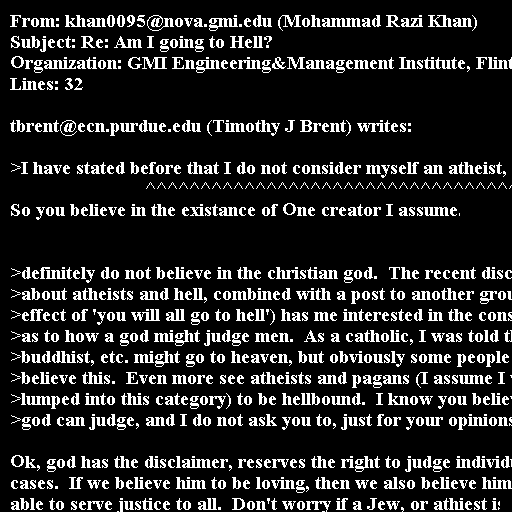 From: khan0095@nova.gmi.edu (Mohammad Razi Khan)
Subject: Re: Am I going to Hell?
Organization: GMI Engineering&Management Institute, Flint
Lines: 32

tbrent@ecn.purdue.edu (Timothy J Brent) writes:

>I have stated before that I do not consider myself an atheist,
^^^^^^^^^^^^^^^^^^^^^^^^^^^^^^^^^^
So you believe in the existance of One creator I assume.

>definitely do not believe in the christian god.  The recent disc
>about atheists and hell, combined with a post to another grou
>effect of 'you will all go to hell') has me interested in the cons
>as to how a god might judge men.  As a catholic, I was told t
>buddhist, etc. might go to heaven, but obviously some people
>believe this.  Even more see atheists and pagans (I assume I
>lumped into this category) to be hellbound.  I know you believ
>god can judge, and I do not ask you to, just for your opinions

Ok, god has the disclaimer, reserves the right to judge individu
cases.  If we believe him to be loving, then we also believe him
able to serve justice to all.  Don't worry if a Jew, or athiest is